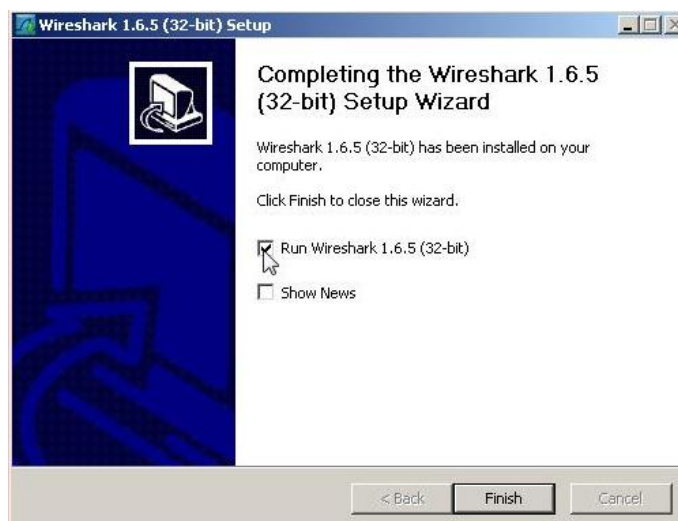 Wireshark 1.6.5 (32-bit) Setup
Completing the Wireshark 1.6.5
(32-bit) Setup Wizard
Wireshark 1.6.5 (32-bit) has been installed on your
computer.
Click Finish to close this wizard.
Run Wireshark 1.6.5 (32-bit)
Show News
< Back Finish Cancel